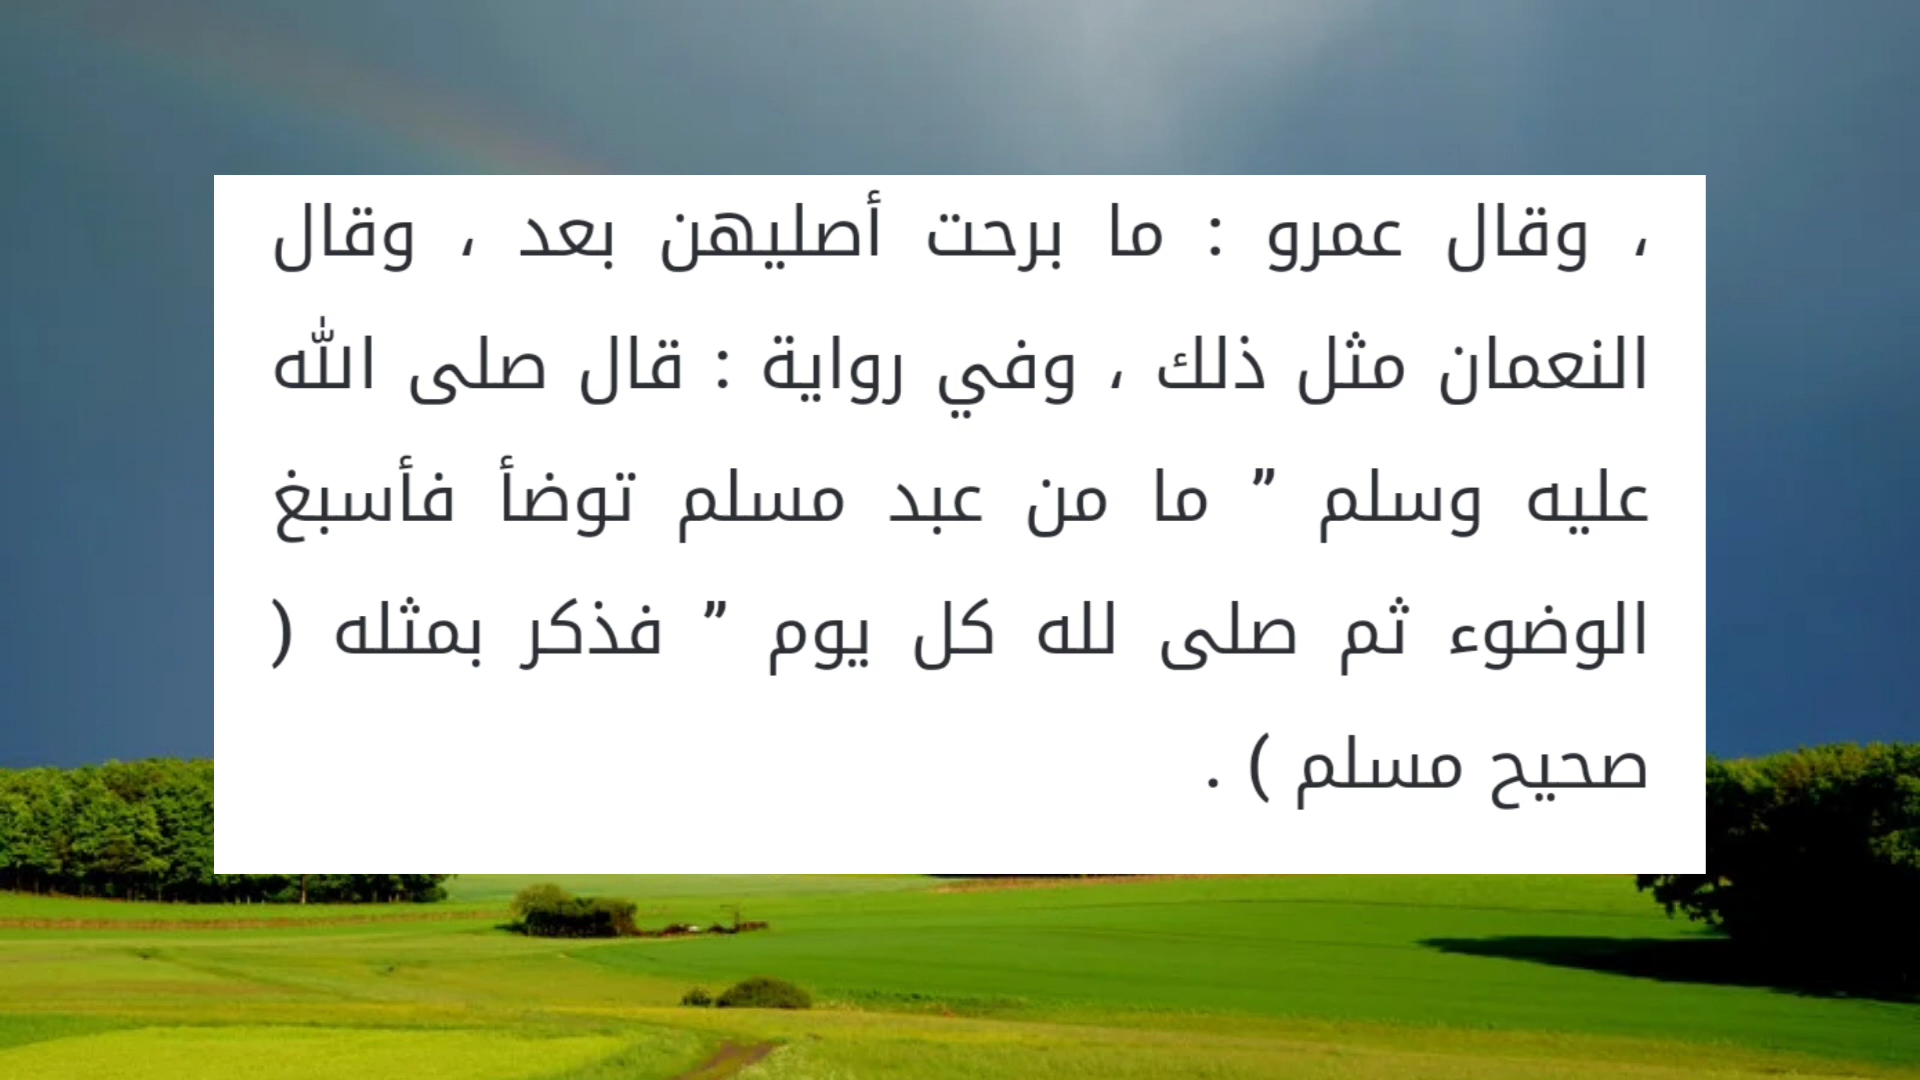 ، وقال عمرو : ما برحت أصليهن بعد ، وقال
النعمان مثل ذلك ، وفي رواية : قال صلى الله
عليه وسلم ” ما من عبد مسلم توضأ فأسبغ
الوضوء ثم صلى لله كل يوم ” فذكر بمثله (
صحيح مسلم ) .